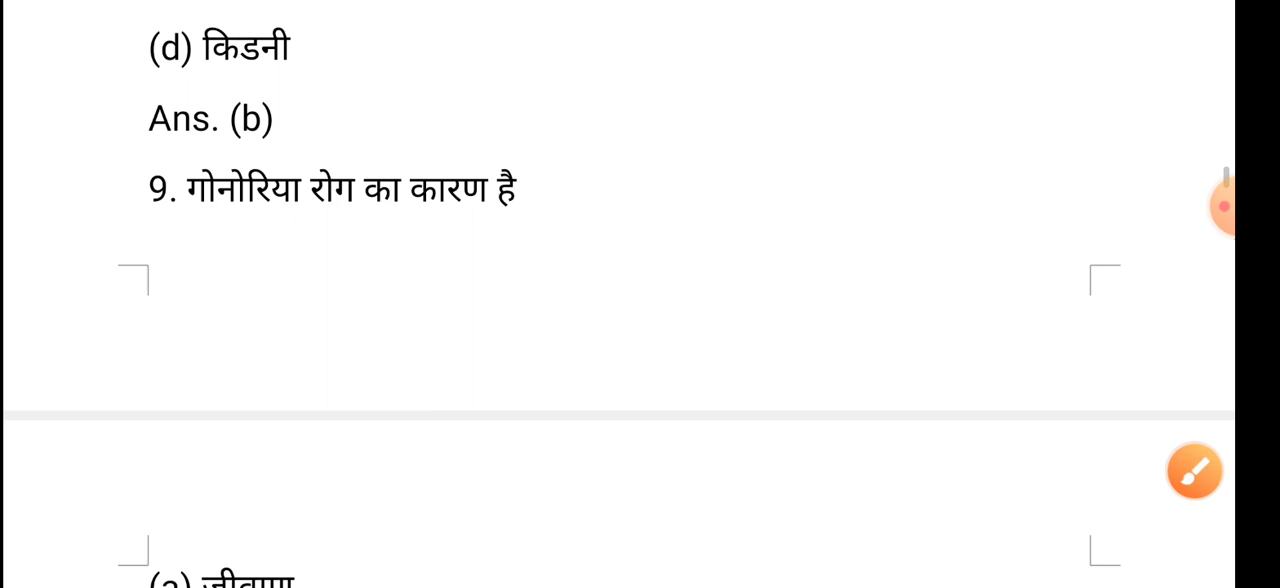 (d) किडनी
Ans. (b)
9. गोनोरिया रोग का कारण है